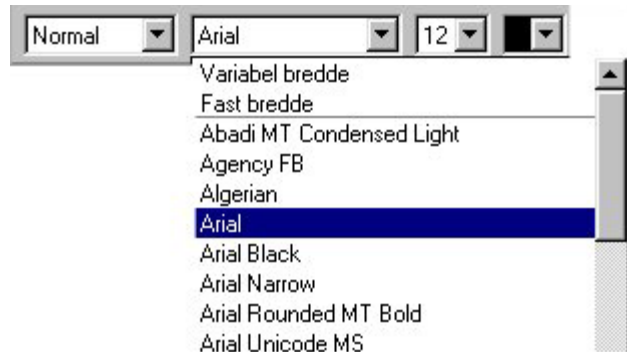 Normal Arial 12
Variabel bredde
Fast bredde
Abadi MT Condensed Light
Agency FB
Algerian
Arial
Arial Black
Arial Narrow
Arial Rounded MT Bold
Arial Unicode MS